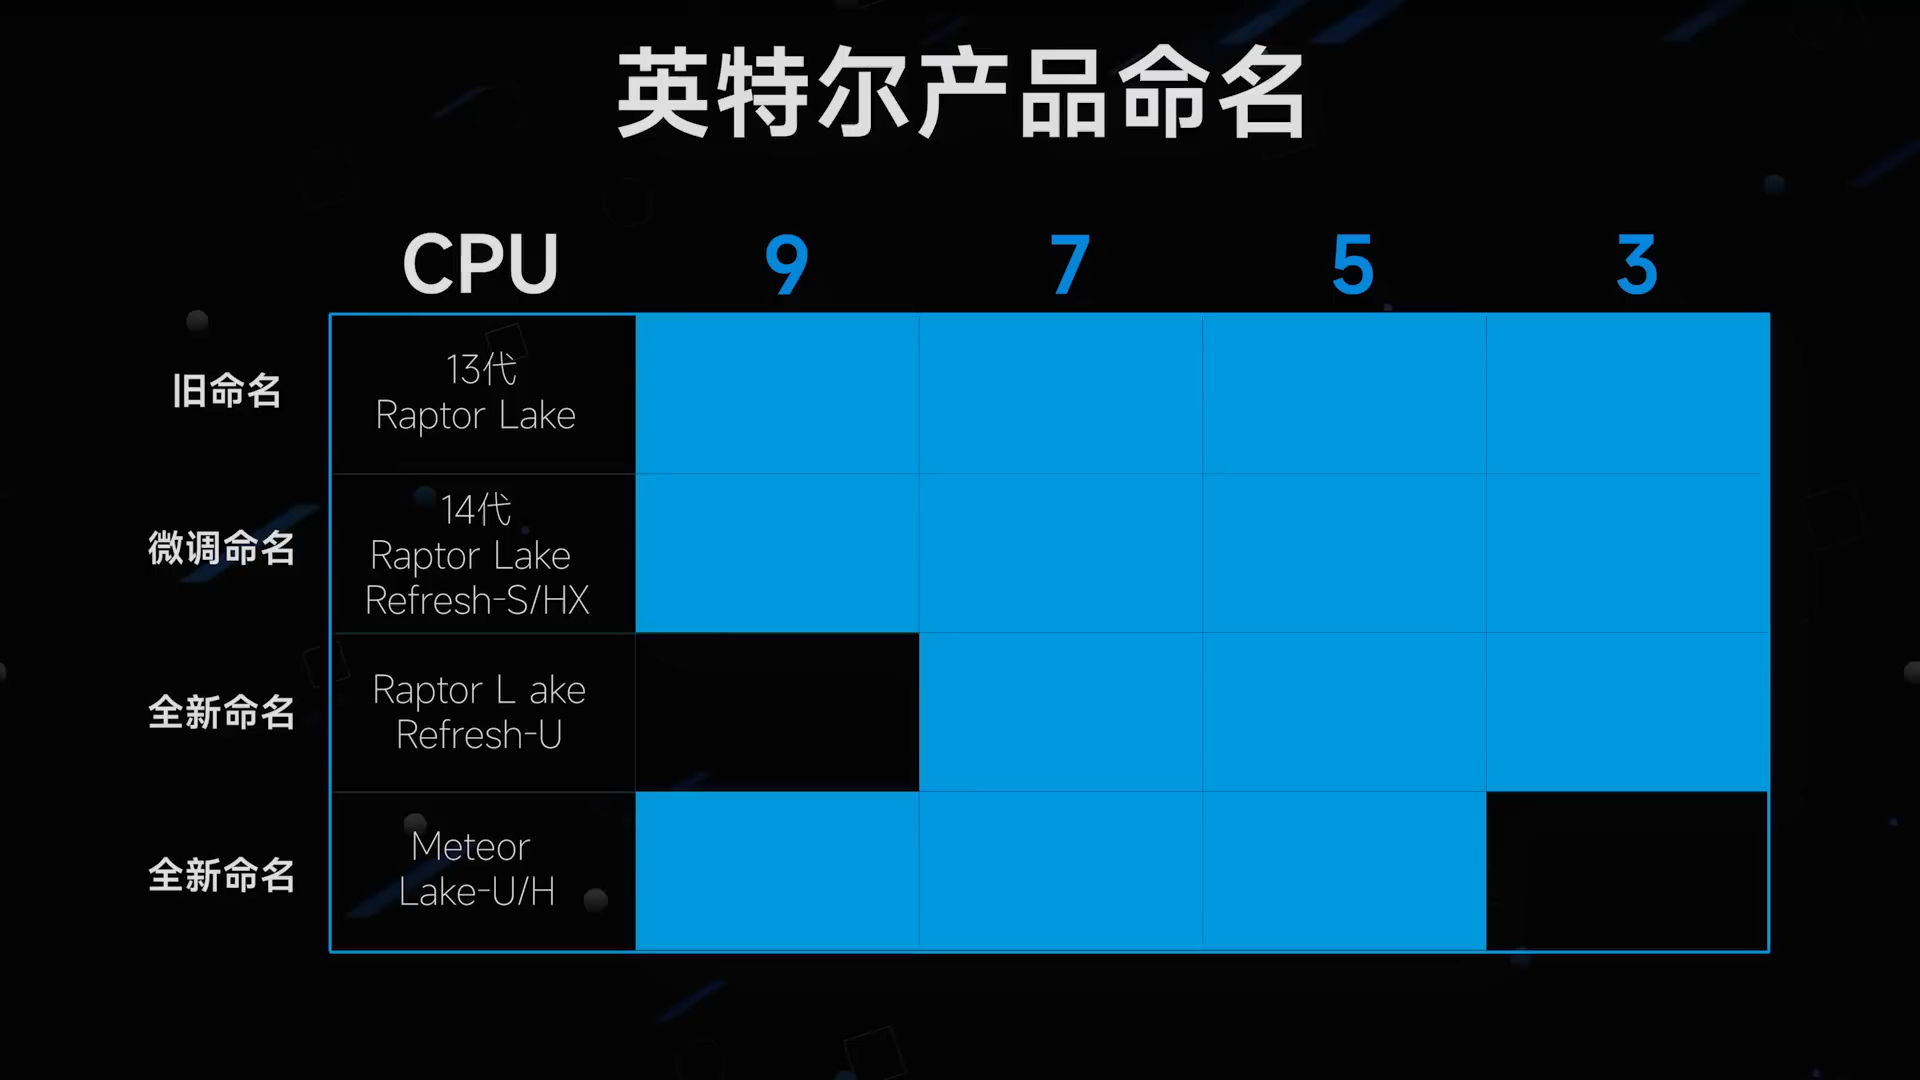 英特尔产品命名
CPU 9 7 5 3
旧命名
13代
Raptor Lake
微调命名
14代
Raptor Lake
Refresh-S/HX
全新命名
Raptor L ake
Refresh-U
全新命名
Meteor
Lake-U/H